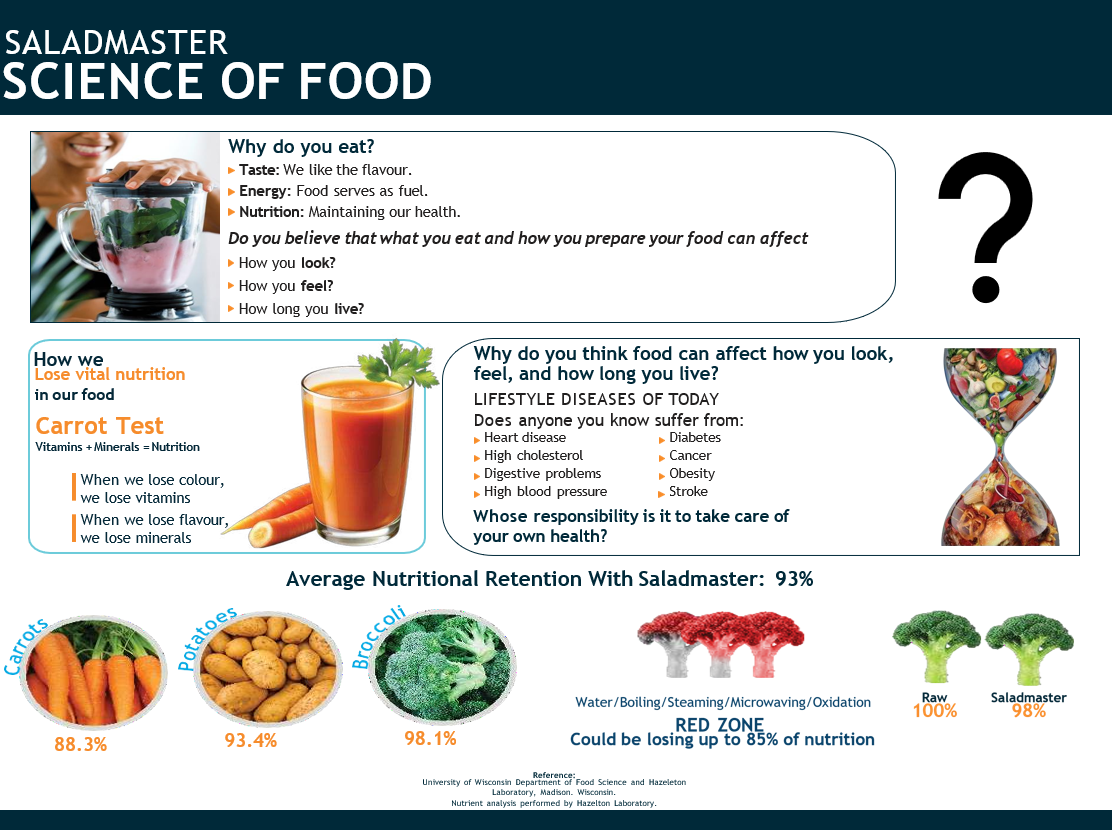 SALADMASTER
SCIENCE OF FOOD
Why do you eat?
Taste: We like the flavour.
Energy: Food serves as fuel.
Nutrition: Maintaining our health.
Do you believe that what you eat and how you prepare your food can affect
How you look?
How you feel?
How long you live?
?
How we
Lose vital nutrition
in our food
Carrot Test
Vitamins + Minerals = Nutrition
When we lose colour,
we lose vitamins
When we lose flavour,
we lose minerals
Why do you think food can affect how you look,
feel, and how long you live?
LIFESTYLE DISEASES OF TODAY
Does anyone you know suffer from:
Heart disease
High cholesterol
Digestive problems
High blood pressure
Diabetes
Cancer
Obesity
Stroke
Whose responsibility is it to take care of
your own health?
Average Nutritional Retention With Saladmaster: 93%
Carrots
88.3%
Potatoes
93.4%
Broccoli
98.1%
Water/Boiling/Steaming/Microwaving/Oxidation
RED ZONE
Could be losing up to 85% of nutrition
Raw
100%
Saladmaster
98%
Reference:
University of Wisconsin Department of Food Science and Hazeleton
Laboratory, Madison. Wisconsin.
Nutrient analysis performed by Hazelton Laboratory.